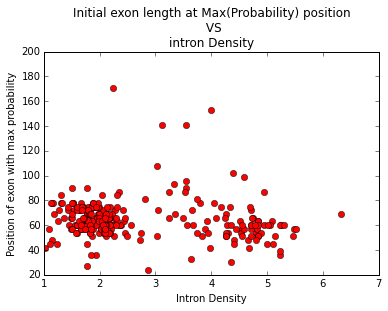 Initial exon length at Max(Probability) position
VS
intron Density
Position of exon with max probability
200
180
160
140
120
100
80
60
40
20
1 2 3 4 5 6 7
Intron Density